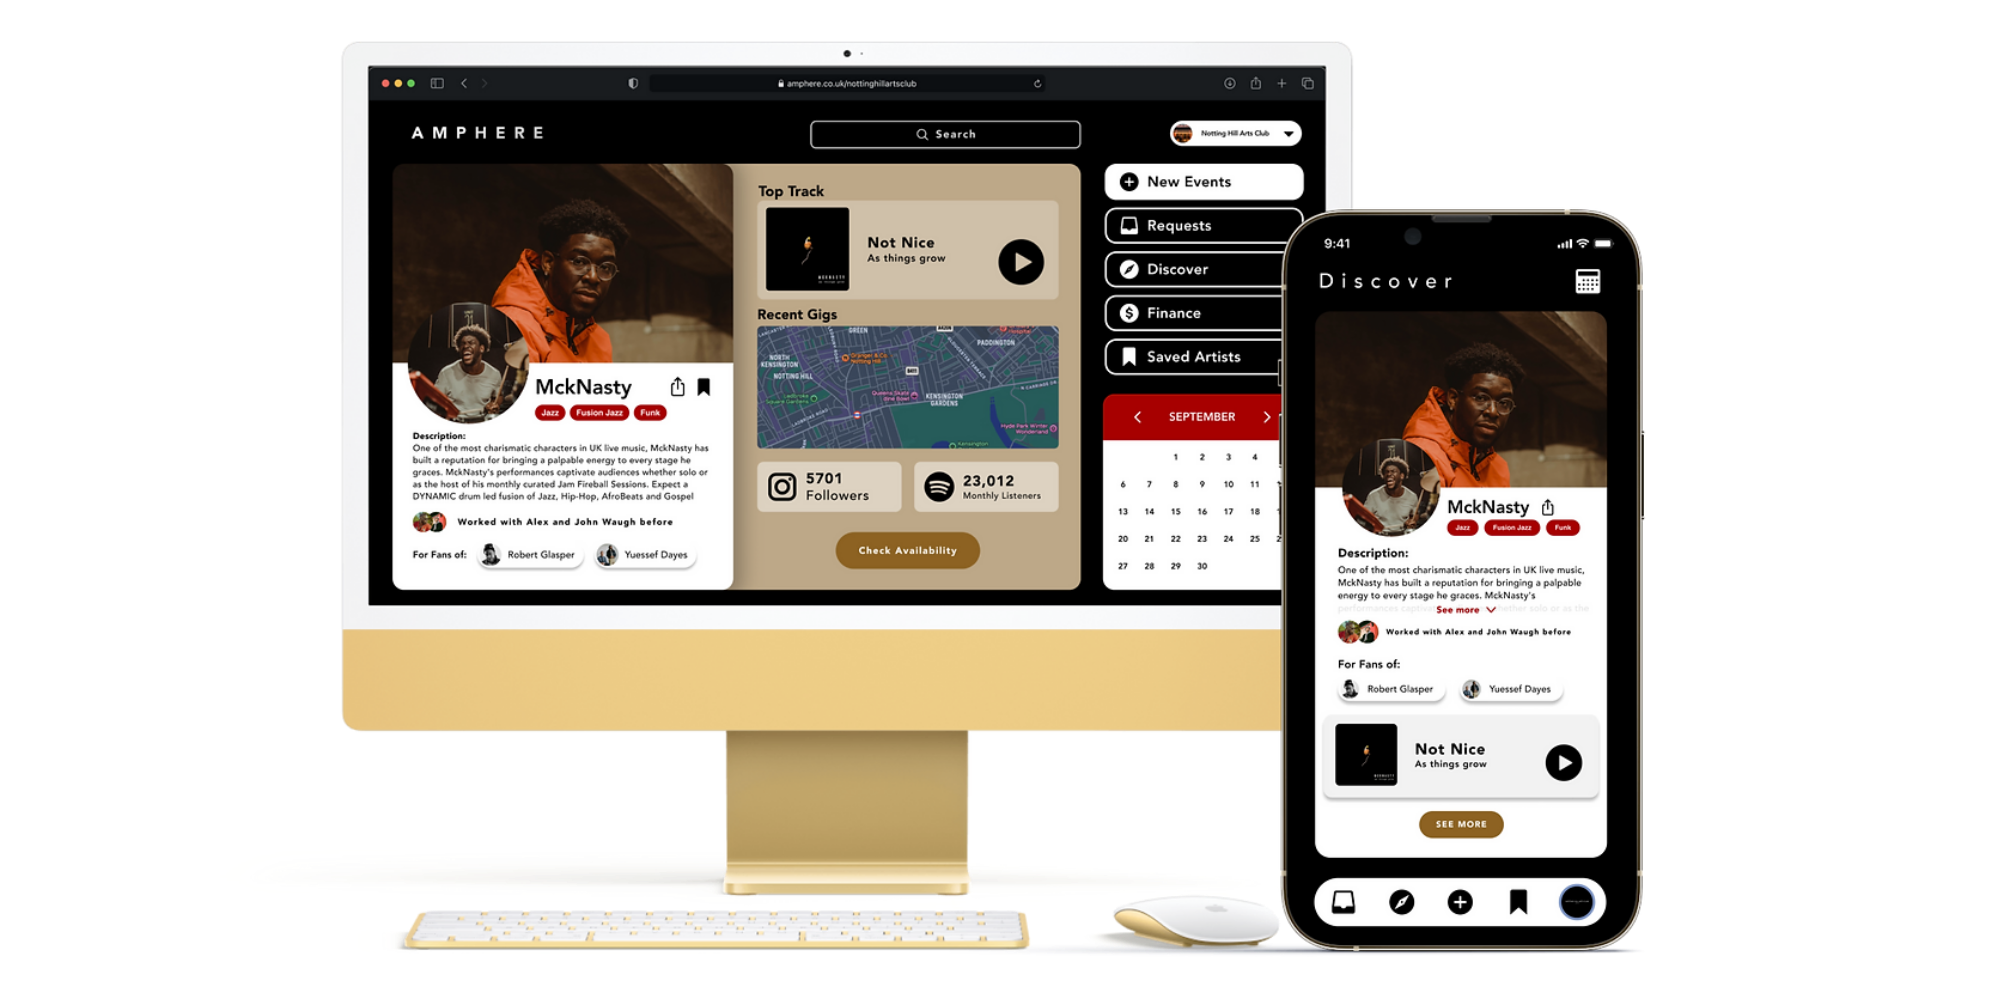 amphere.co.uk/nottinghillartsclub
AMPHERE
Search
Notting Hill Arts Club
MckNasty
Jazz
Fusion Jazz
Funk
Description:
One of the most charismatic characters in UK live music, MckNasty has
built a reputation for bringing a palpable energy to every stage he
graces. MckNasty's performances captivate audiences whether solo or
as the host of his monthly curated Jam Fireball Sessions. Expect a
DYNAMIC drum led fusion of Jazz, Hip-Hop, AfroBeats and Gospel
Worked with Alex and John Waugh before
For Fans of:
Robert Glasper
Yuessef Dayes
Top Track
Not Nice
As things grow
Recent Gigs
GREEN
PADDINGTON
NORTH
KENSINGTON
NOTTING HILL
KENSINGTON
GARDENS
Hyde Park Winter
Wonderland
Kensington
5701
Followers
23,012
Monthly Listeners
Check Availability
New Events
Requests
Discover
Finance
Saved Artists
SEPTEMBER
1 2 3 4
6 7 8 9 10 11
13 14 15 16 17 18
20 21 22 23 24 25
27 28 29 30
9:41
Discover
MckNasty
Jazz
Fusion Jazz
Funk
Description:
One of the most charismatic characters in UK live music,
MckNasty has built a reputation for bringing a palpable
energy to every stage he graces. MckNasty's
See more
Worked with Alex and John Waugh before
For Fans of:
Robert Glasper
Yuessef Dayes
Not Nice
As things grow
SEE MORE